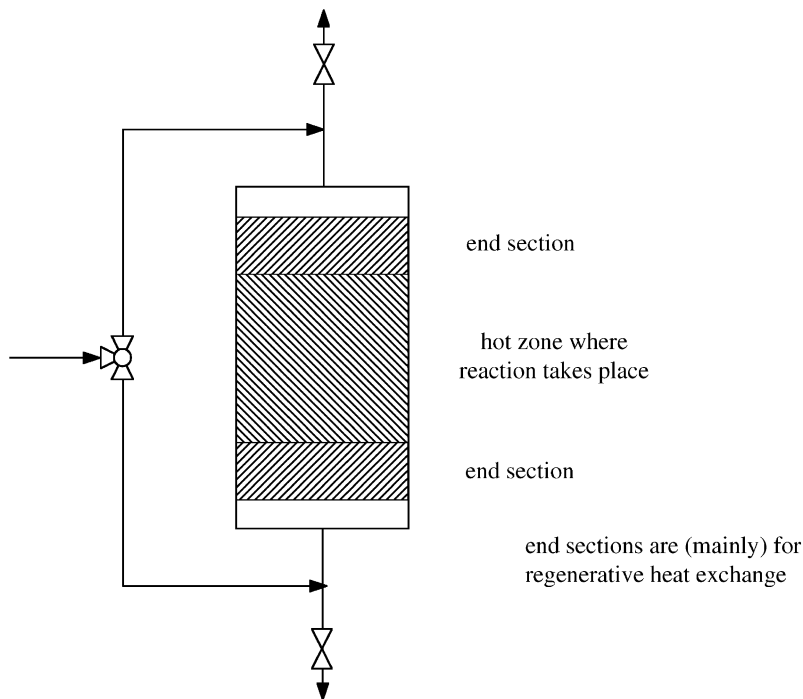 end section
hot zone where
reaction takes place
end section
end sections are (mainly) for
regenerative heat exchange